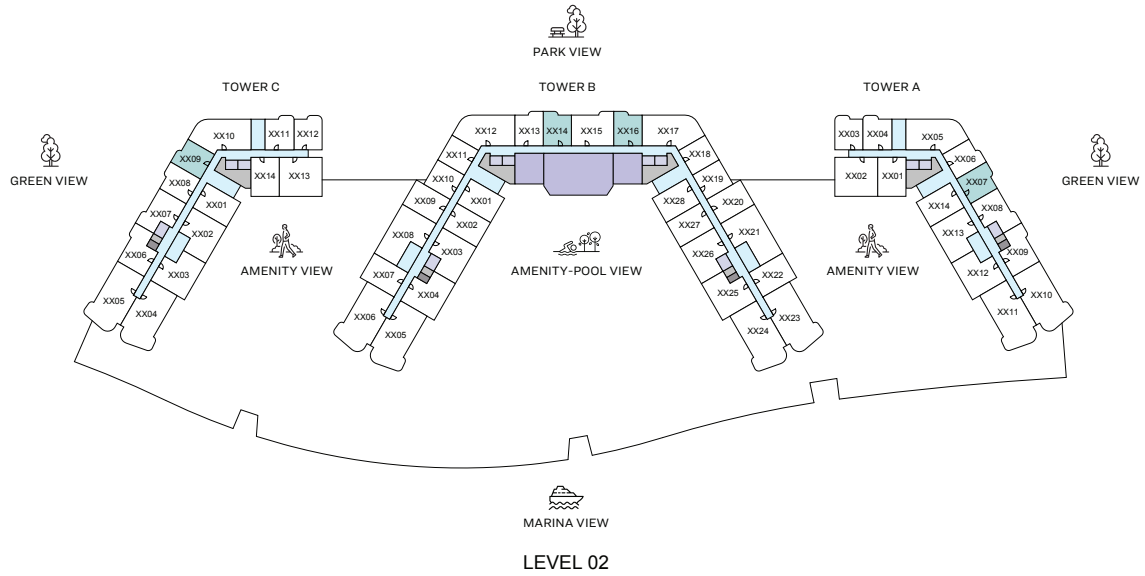 PARK VIEW
TOWER C
TOWER B
TOWER A
XX10
XX11
XX12
XX09
XX14
XX13
XX08
XX01
XX07
XX02
XX06
XX03
XX05
XX04
XX12
XX13
XX14
XX15
XX16
XX17
XX11
XX18
XX10
XX01
XX19
XX28
XX09
XX02
XX20
XX27
XX08
XX03
XX21
XX26
XX07
XX04
XX22
XX25
XX06
XX05
XX23
XX24
XX03
XX04
XX05
XX02
XX01
XX06
XX07
XX14
XX08
XX13
XX09
XX12
XX10
XX11
GREEN VIEW
GREEN VIEW
AMENITY VIEW
AMENITY-POOL VIEW
AMENITY VIEW
MARINA VIEW
LEVEL 02